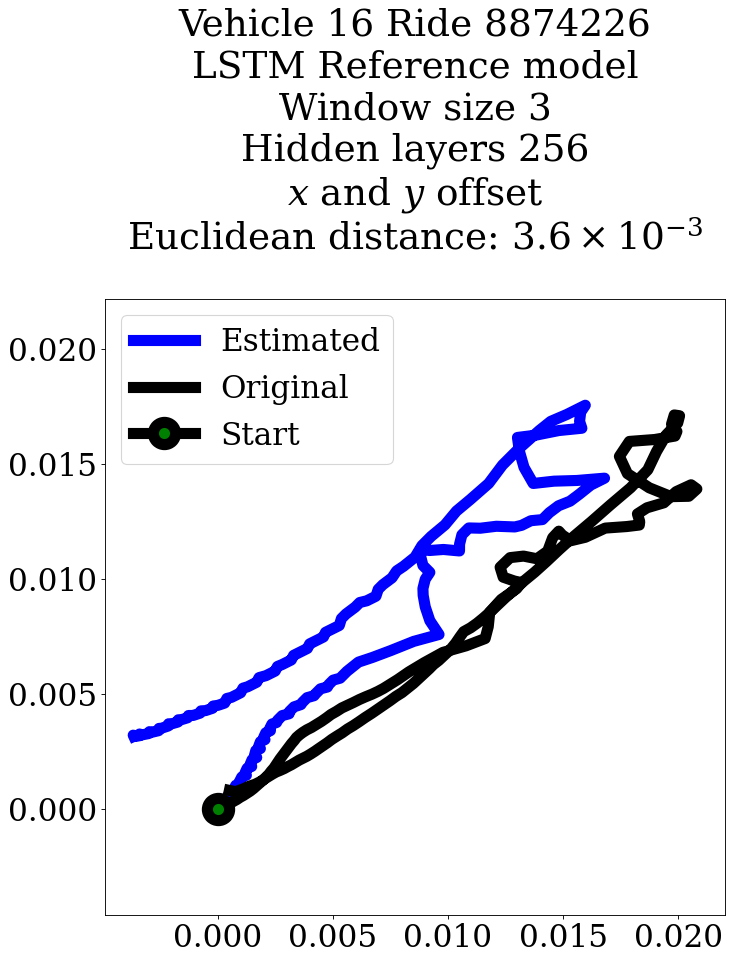 Vehicle 16 Ride 8874226
LSTM Reference model
Window size 3
Hidden layers 256
x and y offset
Euclidean distance: 3.6 × 10⁻³
Estimated
Original
Start
0.020
0.015
0.010
0.005
0.000
0.000 0.005 0.010 0.015 0.020